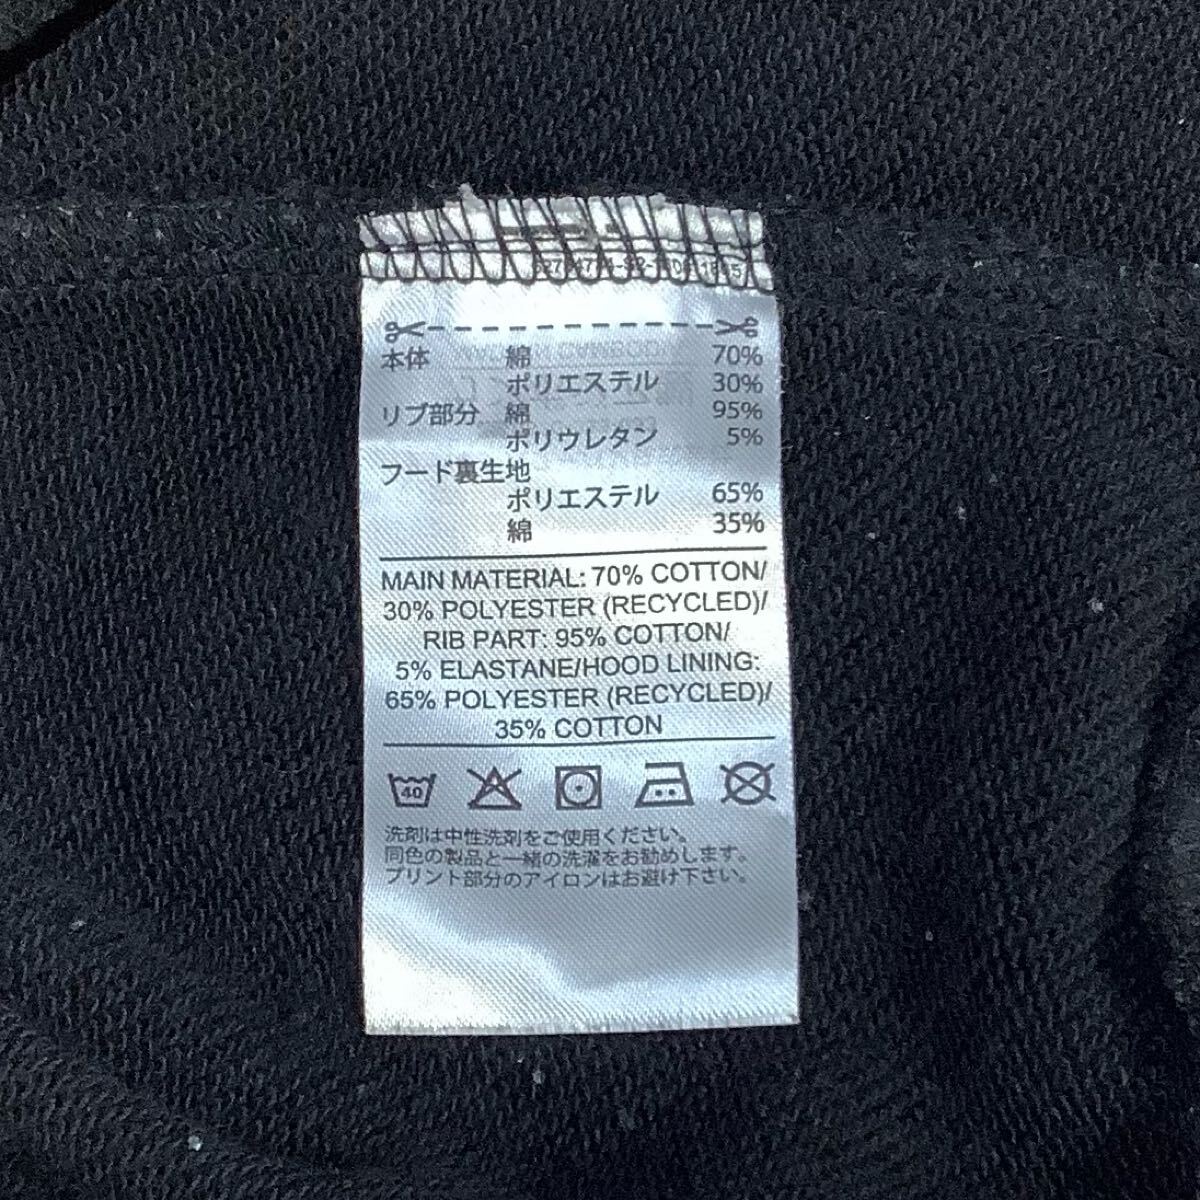 本体 綿 70%
ポリエステル 30%
リブ部分 綿 95%
ポリウレタン 5%
フード裏生地
ポリエステル 65%
綿 35%
MAIN MATERIAL: 70% COTTON/
30% POLYESTER (RECYCLED)/
RIB PART: 95% COTTON/
5% ELASTANE/HOOD LINING:
65% POLYESTER (RECYCLED)/
35% COTTON
40
洗剤は中性洗剤をご使用ください。
同色の製品と一緒の洗濯をお勧めします。
プリント部分のアイロンはお避け下さい。